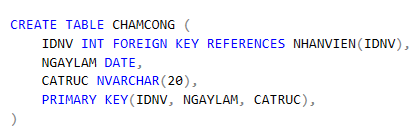 CREATE TABLE CHAMCONG (
    IDNV INT FOREIGN KEY REFERENCES NHANVIEN(IDNV),
    NGAYLAM DATE,
    CATRUC NVARCHAR(20),
    PRIMARY KEY(IDNV, NGAYLAM, CATRUC),
)